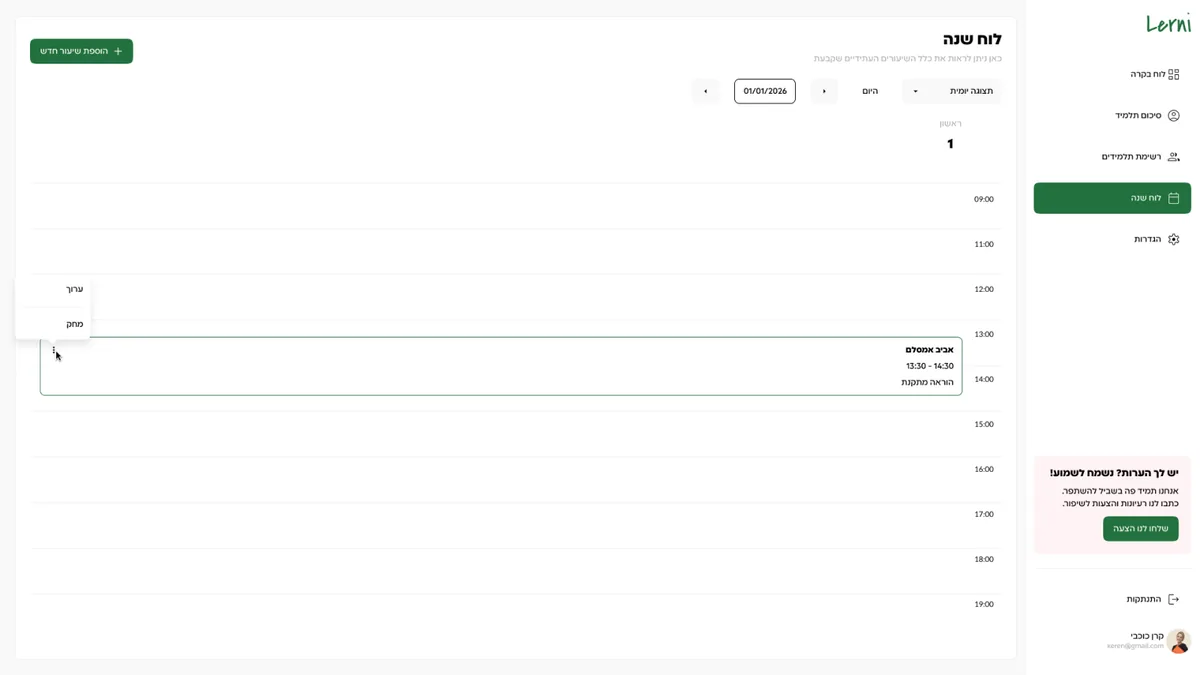 Lerni
לוח בקרה
סיכום תלמיד
רשימת תלמידים
לוח שנה
הגדרות
יש לך הערות? נשמח לשמוע!
אנחנו תמיד פה בשביל להשתפר.
כתבו לנו רעיונות והצעות לשיפור.
שלחו לנו הצעה
התנתקות
קרן כוכבי
keren@gmail.com
לוח שנה
כאן ניתן לראות את כלל השיעורים העתידיים שקבעת
הוספת שיעור חדש
תצוגה יומית
היום
01/01/2026
ראשון
1
09:00
11:00
12:00
13:00
14:00
15:00
16:00
17:00
18:00
19:00
אביב אמסלם
13:30 - 14:30
הוראה מתקנת
ערוך
מחק